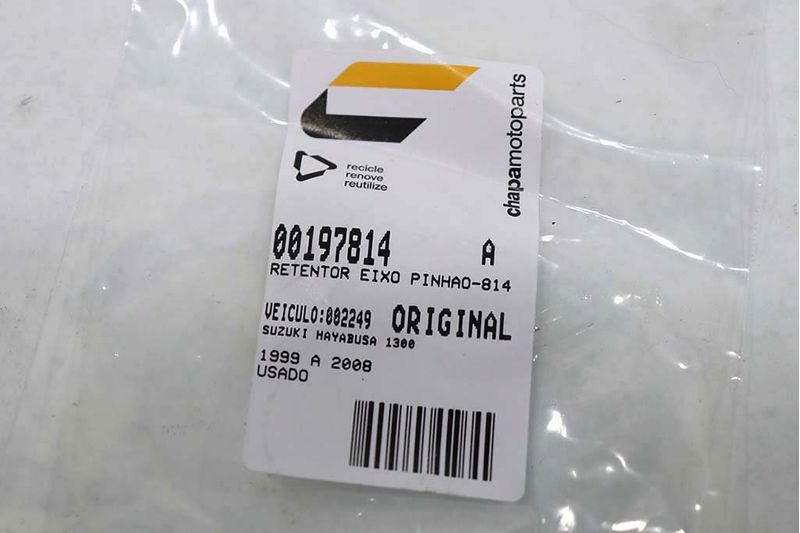 chapamotoparts
recicle
renove
reutilize
00197814 A
RETENTOR EIXO PINHAO-814
VEICULO:002249 ORIGINAL
SUZUKI HAYABUSA 1300
1999 A 2008
USADO